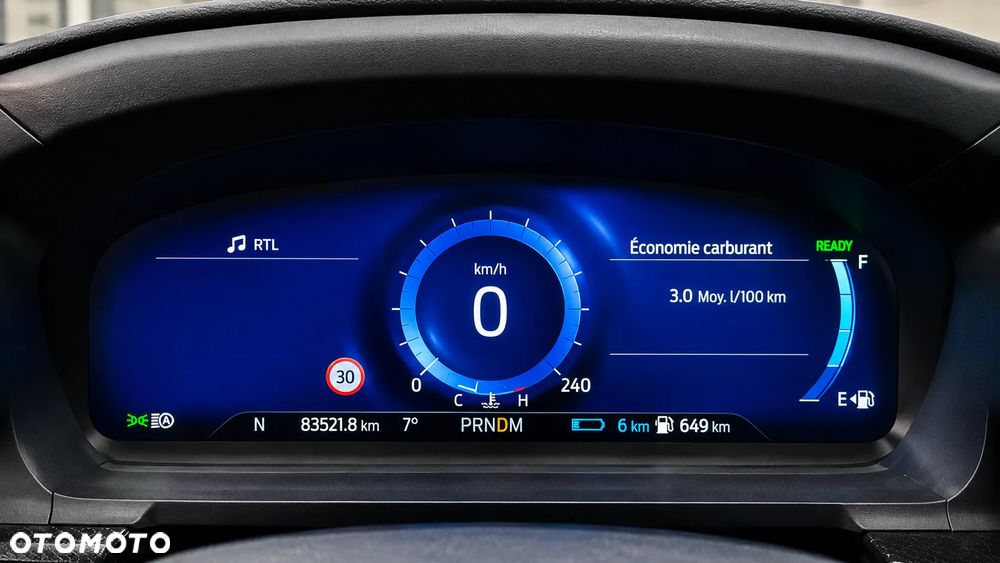 RTL
Économie carburant
READY
F
3.0 Moy. l/100 km
km/h
0
30
0
240
C
H
E
A
N
83521.8 km
7°
PRNDM
6 km
649 km
OTOMOTO